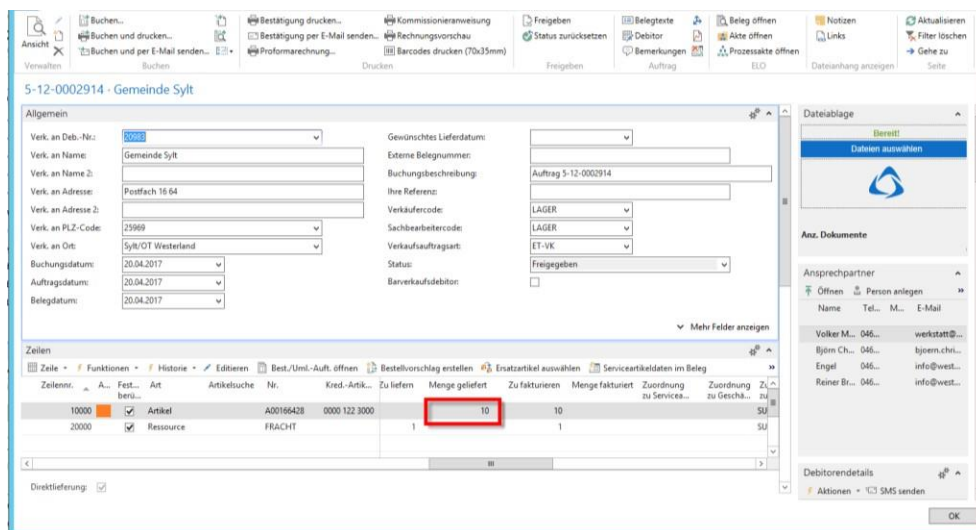 Buchen...
Bestätigung drucken...
Kommissionieranweisung
Freigeben
Belegtexte
Beleg öffnen
Notizen
Aktualisieren
Ansicht
Buchen und drucken...
Bestätigung per E-Mail senden...
Rechnungsvorschau
Status zurücksetzen
Debitor
Akte öffnen
Links
Filter löschen
Buchen und per E-Mail senden...
Proformarechnung...
Barcodes drucken (70x35mm)
Bemerkungen
Prozessakte öffnen
Gehe zu
Verwalten
Buchen
Drucken
Freigeben
Auftrag
ELO
Dateianhang anzeigen
Seite
5-12-0002914 · Gemeinde Sylt
Allgemein
Verk. an Deb.-Nr.: 20983
Verk. an Name: Gemeinde Sylt
Verk. an Name 2:
Verk. an Adresse: Postfach 16 64
Verk. an Adresse 2:
Verk. an PLZ-Code: 25969
Verk. an Ort: Sylt/OT Westerland
Buchungsdatum: 20.04.2017
Auftragsdatum: 20.04.2017
Belegdatum: 20.04.2017
Gewünschtes Lieferdatum:
Externe Belegnummer:
Buchungsbeschreibung: Auftrag 5-12-0002914
Ihre Referenz:
Verkäufercode: LAGER
Sachbearbeitercode: LAGER
Verkaufsauftragsart: ET-VK
Status: Freigegeben
Barverkaufsdebitor:
Mehr Felder anzeigen
Zeilen
Zeile Funktionen Historie Editieren Best./Uml.-Auft. öffnen Bestellvorschlag erstellen Ersatzartikel auswählen Serviceartikeldaten im Beleg
Zeilennr. A... Fest... Art Artikelsuche Nr. Kred.-Artik... Zu liefern Menge geliefert Zu fakturieren Menge fakturiert Zuordnung Zuordnung Zu
berü... zu Servicea... zu Geschä... zu
10000 Artikel A00166428 0000 122 3000 10 10 SU
20000 Ressource FRACHT 1 1 SU
Direktlieferung:
Dateiablage
Bereit!
Dateien auswählen
Anz. Dokumente
Ansprechpartner
Öffnen Person anlegen
Name Tel... M... E-Mail
Volker M... 046... werkstatt@...
Björn Ch... 046... bjoern.chri...
Engel 046... info@west...
Reiner Br... 046... info@west...
Debitorendetails
Aktionen SMS senden
OK